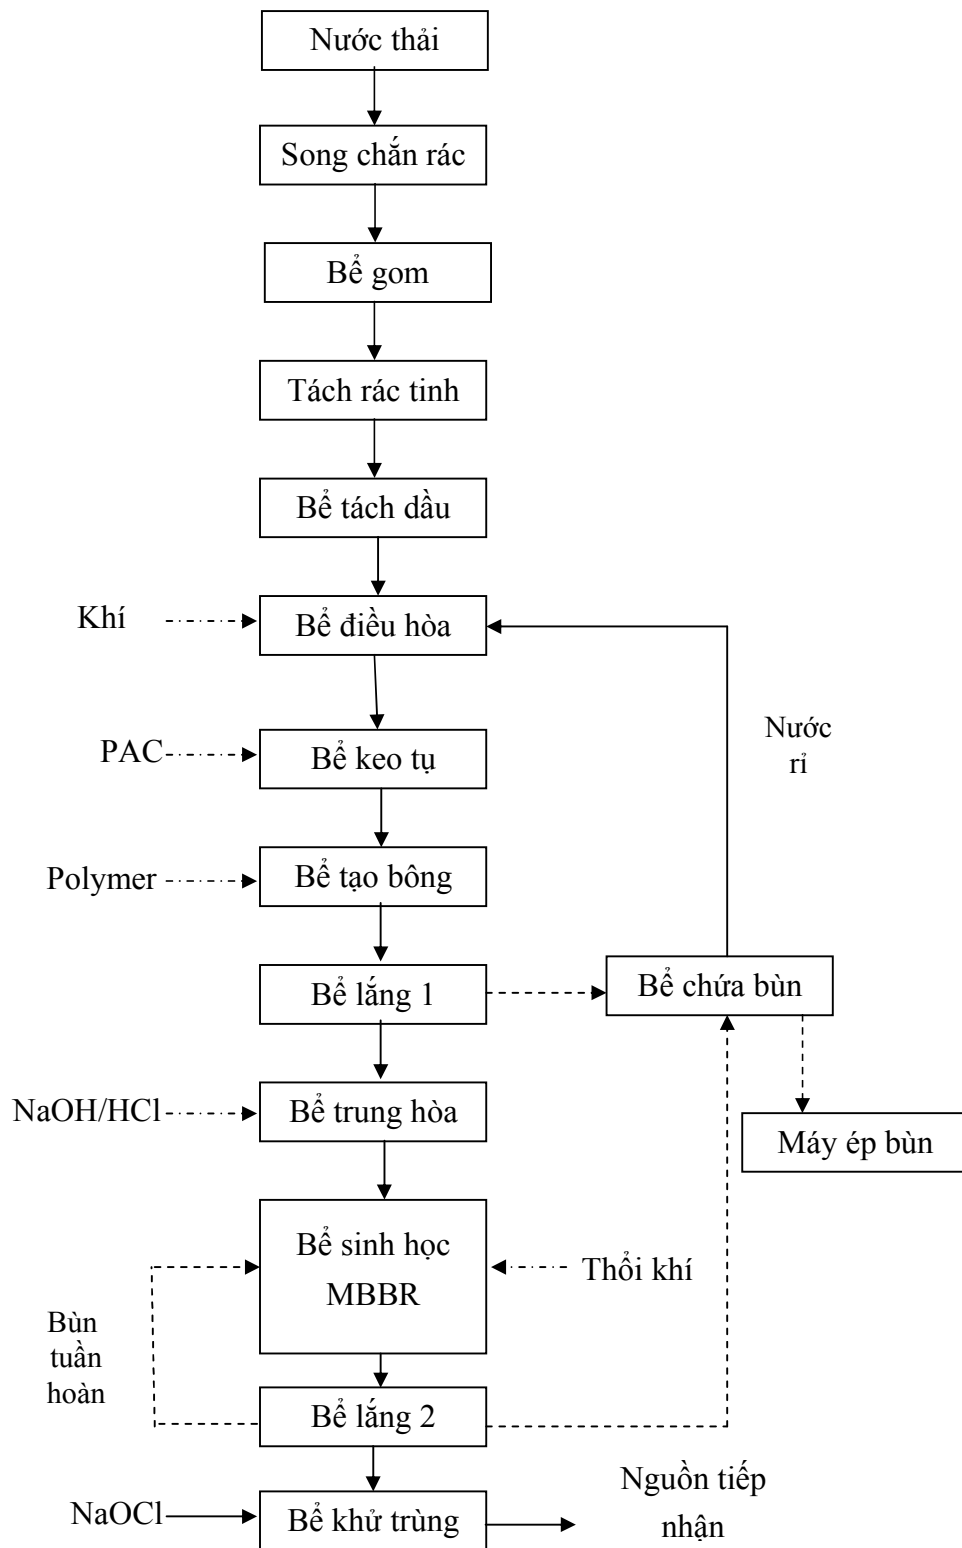 Nước thải
Song chắn rác
Bể gom
Tách rác tinh
Bể tách dầu
Khí
Bể điều hòa
PAC
Bể keo tụ
Nước
rỉ
Polymer
Bể tạo bông
Bể lắng 1
Bể chứa bùn
NaOH/HCl
Bể trung hòa
Máy ép bùn
Bể sinh học
MBBR
Thổi khí
Bùn
tuần
hoàn
Bể lắng 2
NaOCl
Bể khử trùng
Nguồn tiếp
nhận